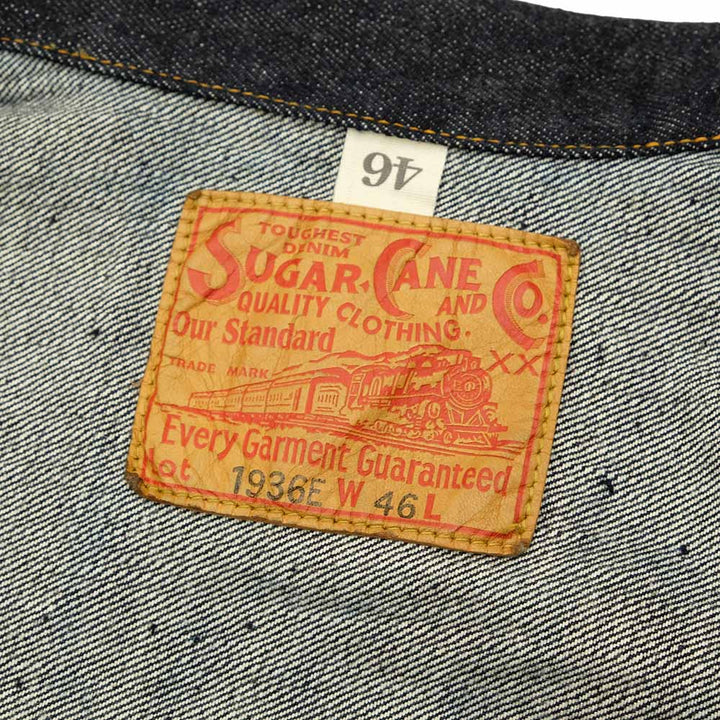 46
TOUGHEST
DENIM
SUGAR CANE
AND CO.
QUALITY CLOTHING.
Our Standard
XX
TRADE MARK
Every Garment Guaranteed
Lot 1936E W 46 L